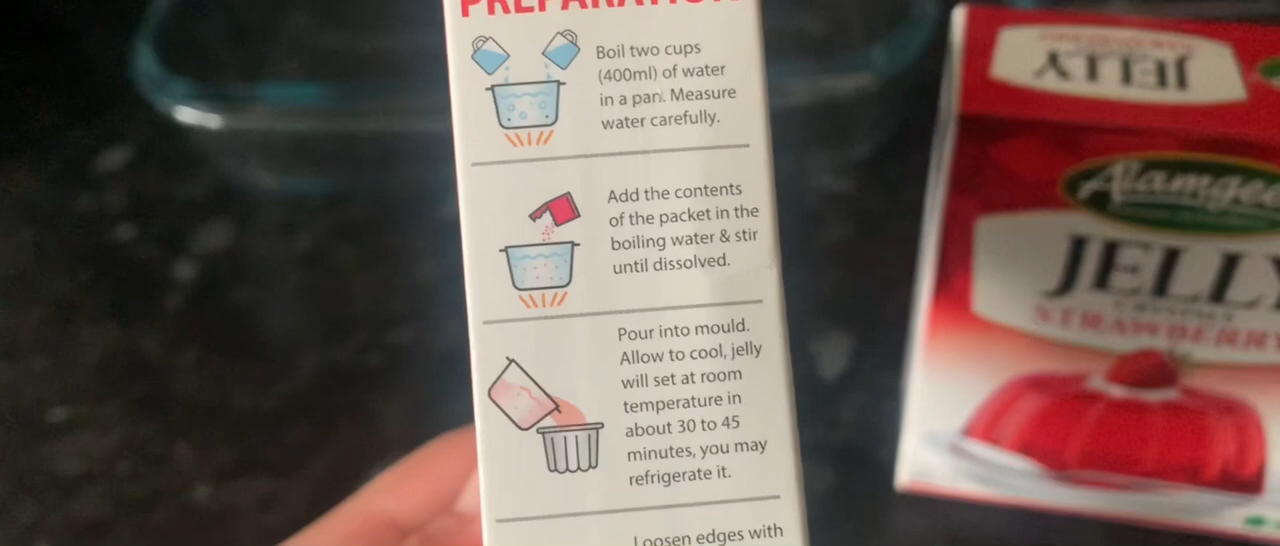 PREPARATION
Boil two cups
(400ml) of water
in a pan. Measure
water carefully.
Add the contents
of the packet in the
boiling water & stir
until dissolved.
Pour into mould.
Allow to cool, jelly
will set at room
temperature in
about 30 to 45
minutes, you may
refrigerate it.
Loosen edges with
JELLY
JELLY
STRAWBERRY